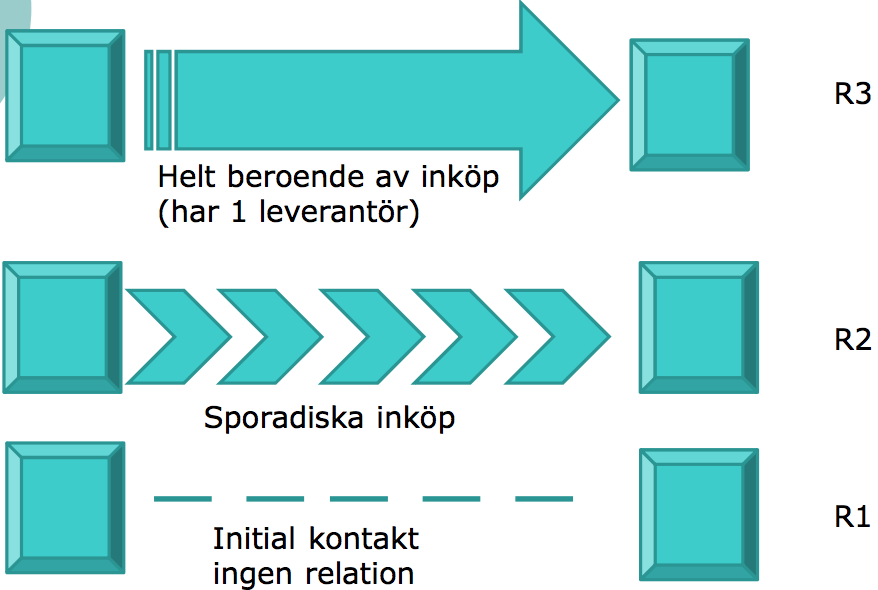 R3
Helt beroende av inköp
(har 1 leverantör)
R2
Sporadiska inköp
R1
Initial kontakt
ingen relation